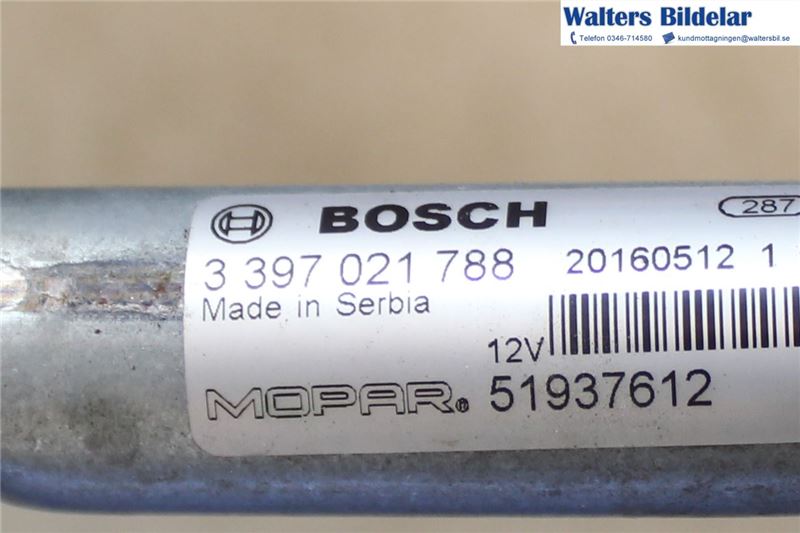 Walters Bildelar
Telefon 0346-714580 kundmottagningen@waltersbil.se
BOSCH 287
3 397 021 788 20160512 1
Made in Serbia
12V
MOPAR® 51937612